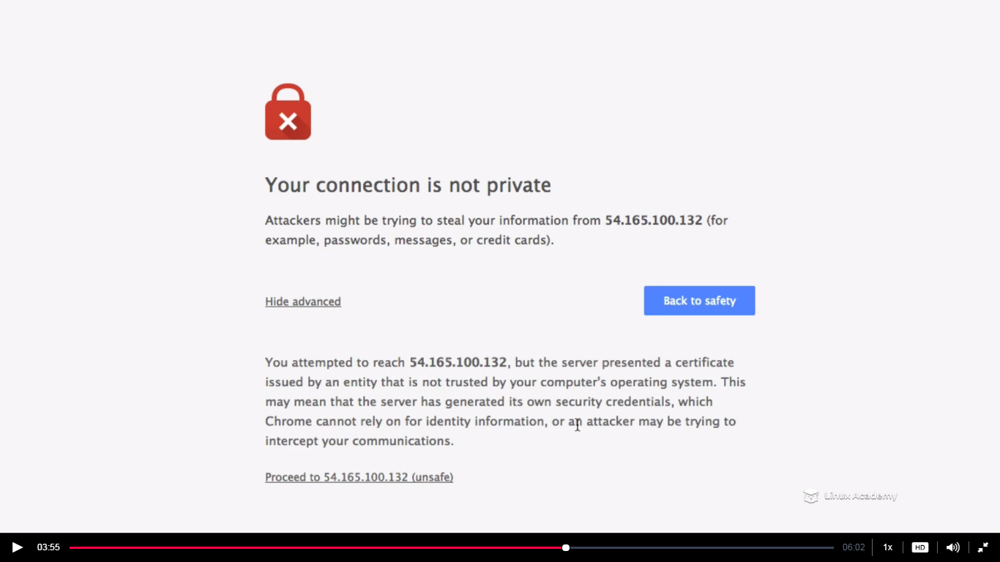 Your connection is not private
Attackers might be trying to steal your information from 54.165.100.132 (for
example, passwords, messages, or credit cards).
Hide advanced
Back to safety
You attempted to reach 54.165.100.132, but the server presented a certificate
issued by an entity that is not trusted by your computer's operating system. This
may mean that the server has generated its own security credentials, which
Chrome cannot rely on for identity information, or an attacker may be trying to
intercept your communications.
Proceed to 54.165.100.132 (unsafe)
Linux Academy
03:55
06:02
1x
HD